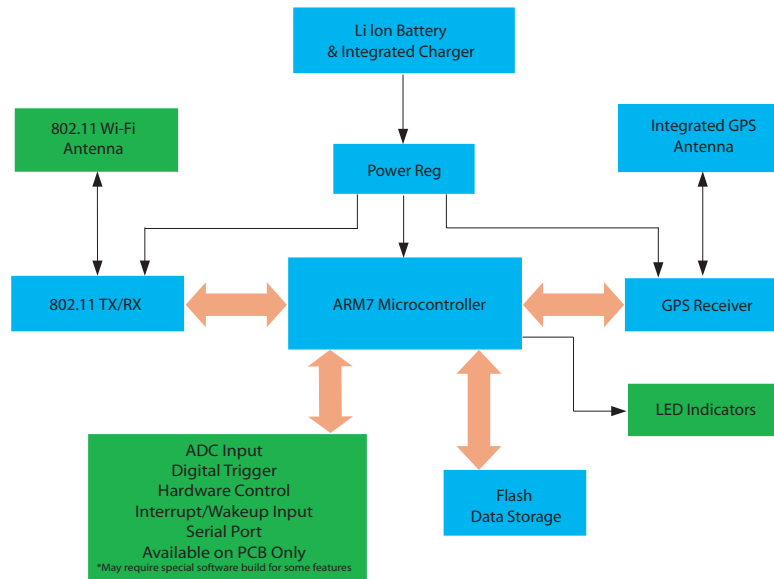 Li Ion Battery
& Integrated Charger
802.11 Wi-Fi
Antenna
Integrated GPS
Antenna
Power Reg
802.11 TX/RX
ARM7 Microcontroller
GPS Receiver
LED Indicators
ADC Input
Digital Trigger
Hardware Control
Interrupt/Wakeup Input
Serial Port
Available on PCB Only
*May require special software build for some features
Flash
Data Storage